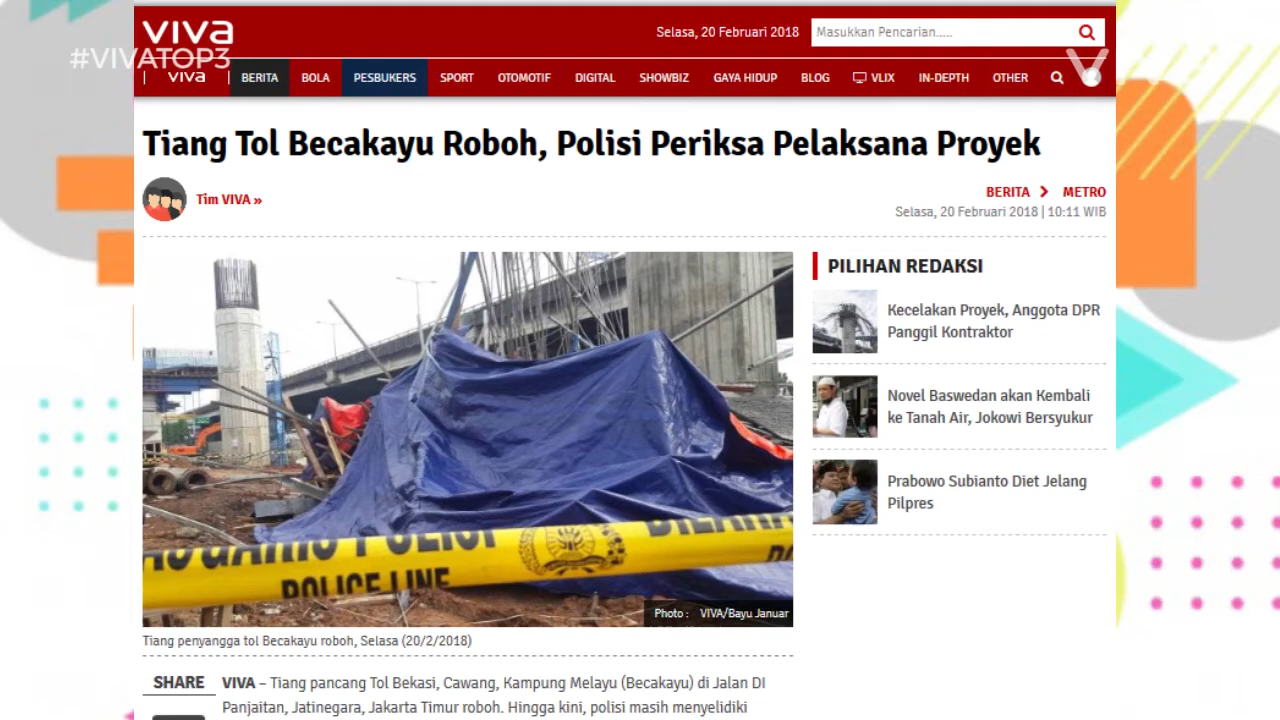 VIVA
#VIVATOP3
Selasa, 20 Februari 2018
Masukkan Pencarian.....
VIVA BERITA BOLA PESBUKERS SPORT OTOMOTIF DIGITAL SHOWBIZ GAYA HIDUP BLOG VLIX IN-DEPTH OTHER
Tiang Tol Becakayu Roboh, Polisi Periksa Pelaksana Proyek
Tim VIVA »
BERITA > METRO
Selasa, 20 Februari 2018 | 10:11 WIB
POLISI
POLICE LINE
Photo : VIVA/Bayu Januar
Tiang penyangga tol Becakayu roboh, Selasa (20/2/2018)
SHARE
VIVA – Tiang pancang Tol Bekasi, Cawang, Kampung Melayu (Becakayu) di Jalan DI
Panjaitan, Jatinegara, Jakarta Timur roboh. Hingga kini, polisi masih menyelidiki
PILIHAN REDAKSI
Kecelakan Proyek, Anggota DPR
Panggil Kontraktor
Novel Baswedan akan Kembali
ke Tanah Air, Jokowi Bersyukur
Prabowo Subianto Diet Jelang
Pilpres